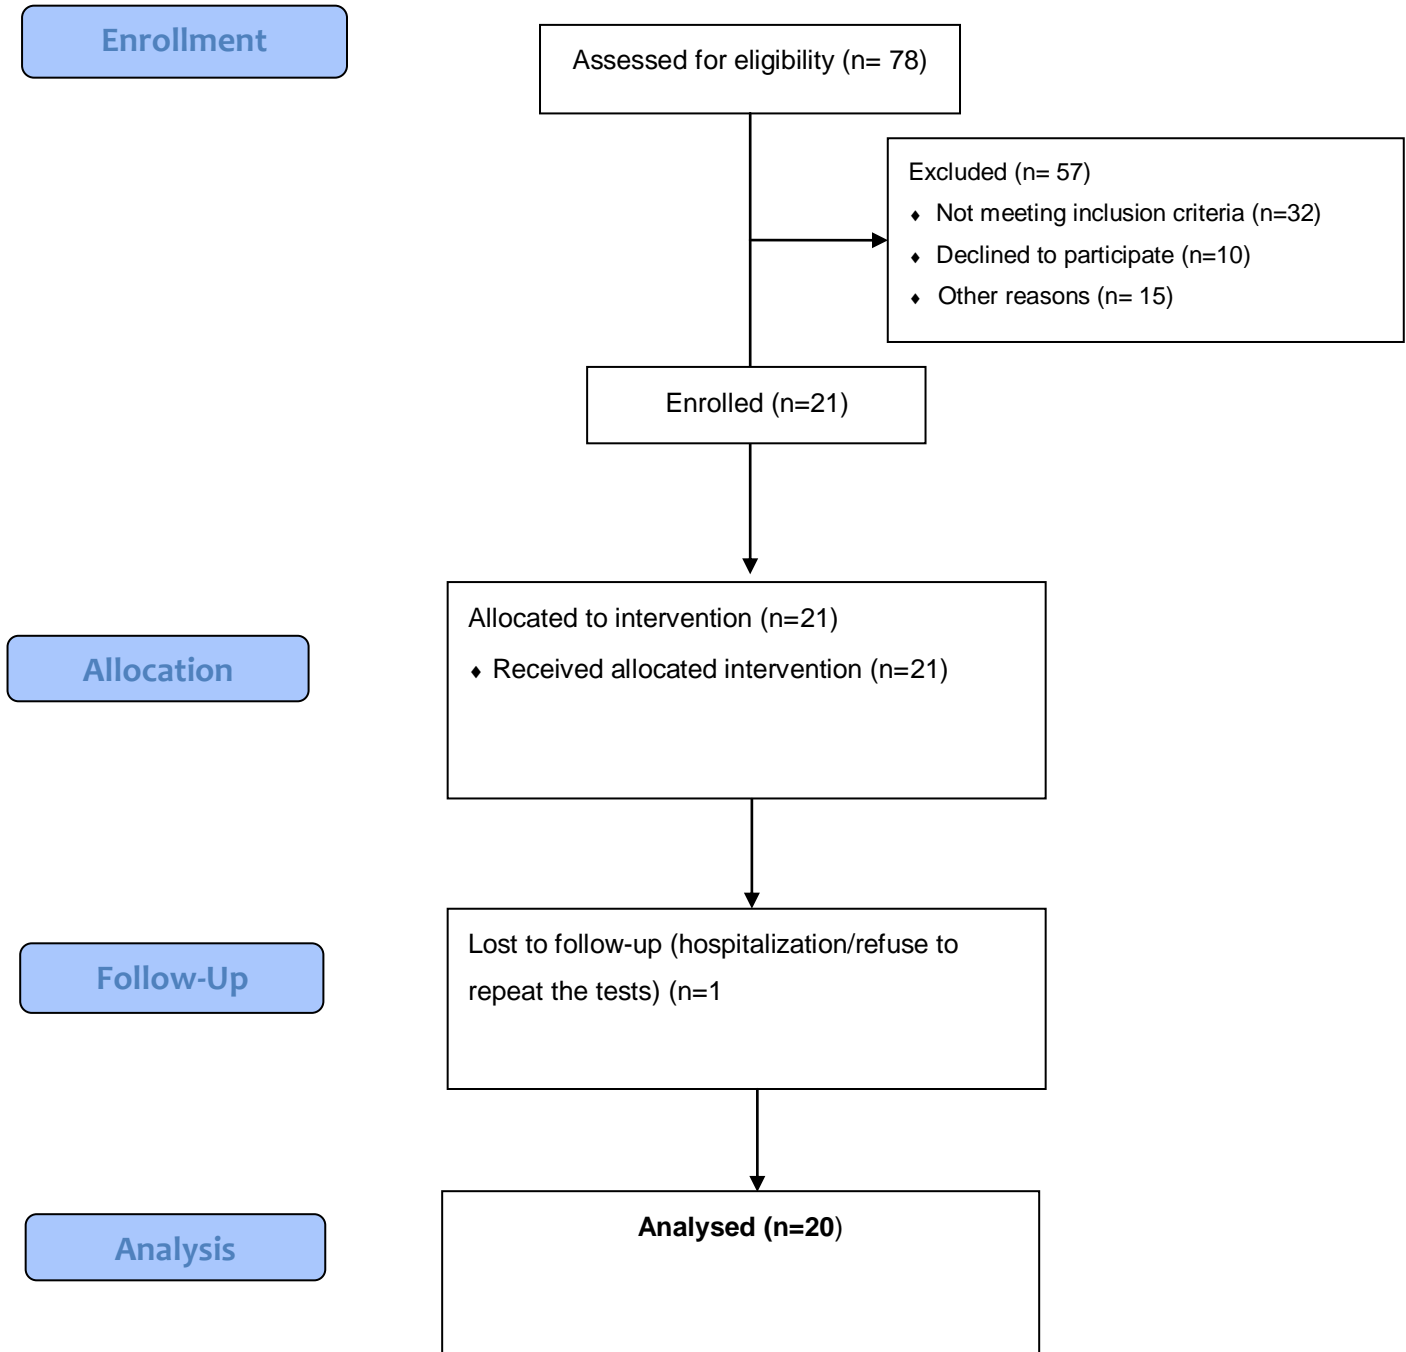 Enrollment
Assessed for eligibility (n= 78)
Excluded (n= 57)
⬧ Not meeting inclusion criteria (n=32)
⬧ Declined to participate (n=10)
⬧ Other reasons (n= 15)
Enrolled (n=21)
Allocated to intervention (n=21)
⬧ Received allocated intervention (n=21)
Allocation
Lost to follow-up (hospitalization/refuse to
repeat the tests) (n=1
Follow-Up
Analysed (n=20)
Analysis